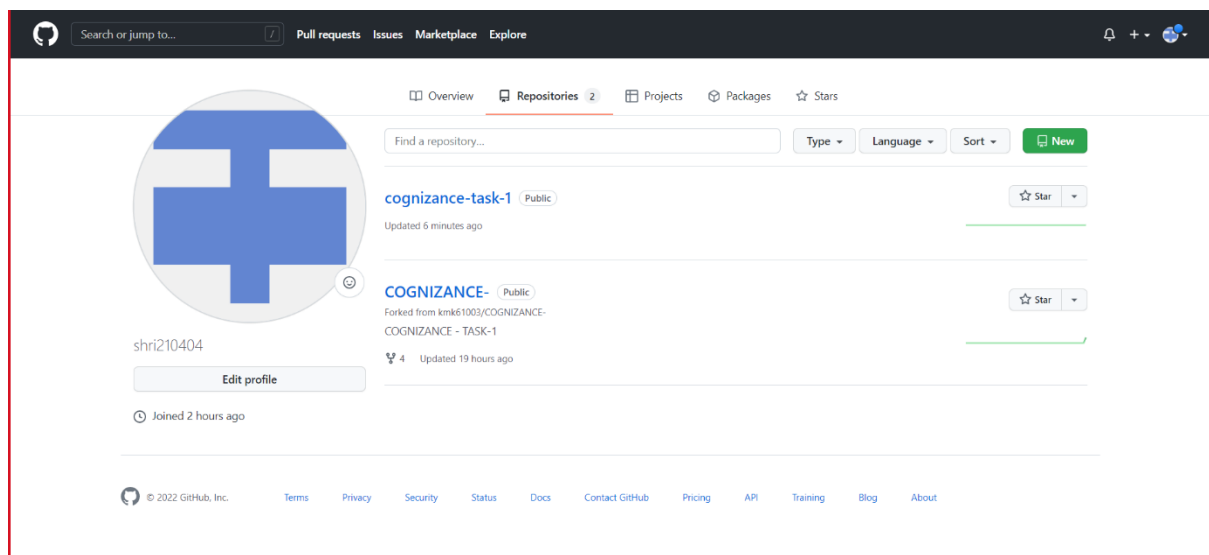 Search or jump to... / Pull requests Issues Marketplace Explore
Overview Repositories 2 Projects Packages Stars
Find a repository... Type Language Sort New
cognizance-task-1 Public Star
Updated 6 minutes ago
COGNIZANCE- Public Star
Forked from kmk61003/COGNIZANCE-
COGNIZANCE - TASK-1
4 Updated 19 hours ago
shri210404
Edit profile
Joined 2 hours ago
© 2022 GitHub, Inc. Terms Privacy Security Status Docs Contact GitHub Pricing API Training Blog About